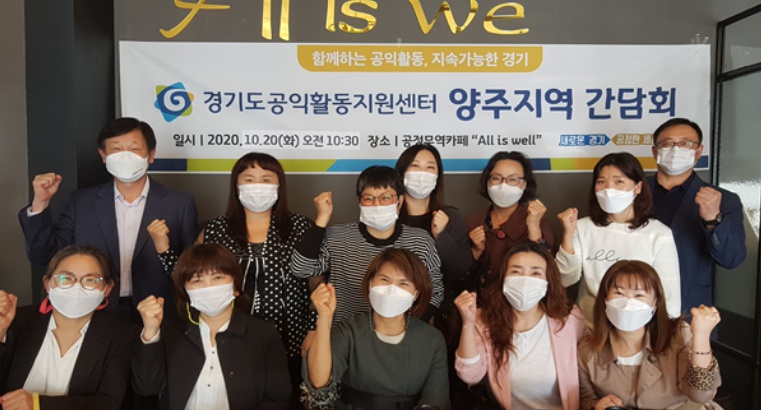 All is we
함께하는 공익활동, 지속가능한 경기
경기도공익활동지원센터 양주지역 간담회
일시 | 2020. 10.20(화) 오전 10:30 장소 | 공정무역카페 “All is well” 새로운 경기 공정한